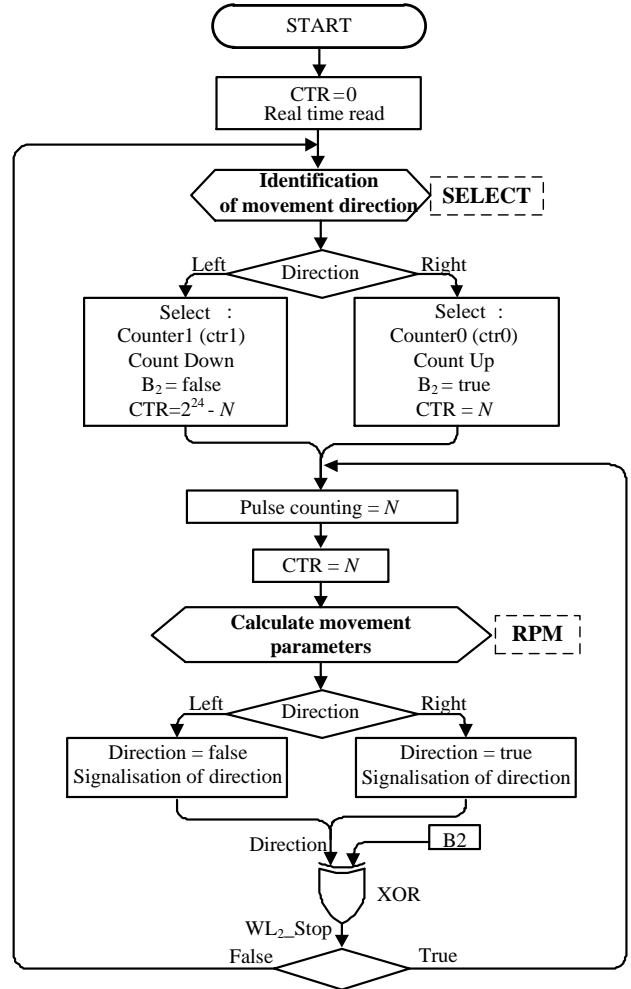 START
CTR=0
Real time read
Identification
of movement direction
SELECT
Left
Direction
Right
Select :
Counter1 (ctr1)
Count Down
B₂ = false
CTR=2²⁴ - N
Select :
Counter0 (ctr0)
Count Up
B₂ = true
CTR = N
Pulse counting = N
CTR = N
Calculate movement
parameters
RPM
Left
Direction
Right
Direction = false
Signalisation of direction
Direction = true
Signalisation of direction
Direction
B2
XOR
WL₂_Stop
False
True